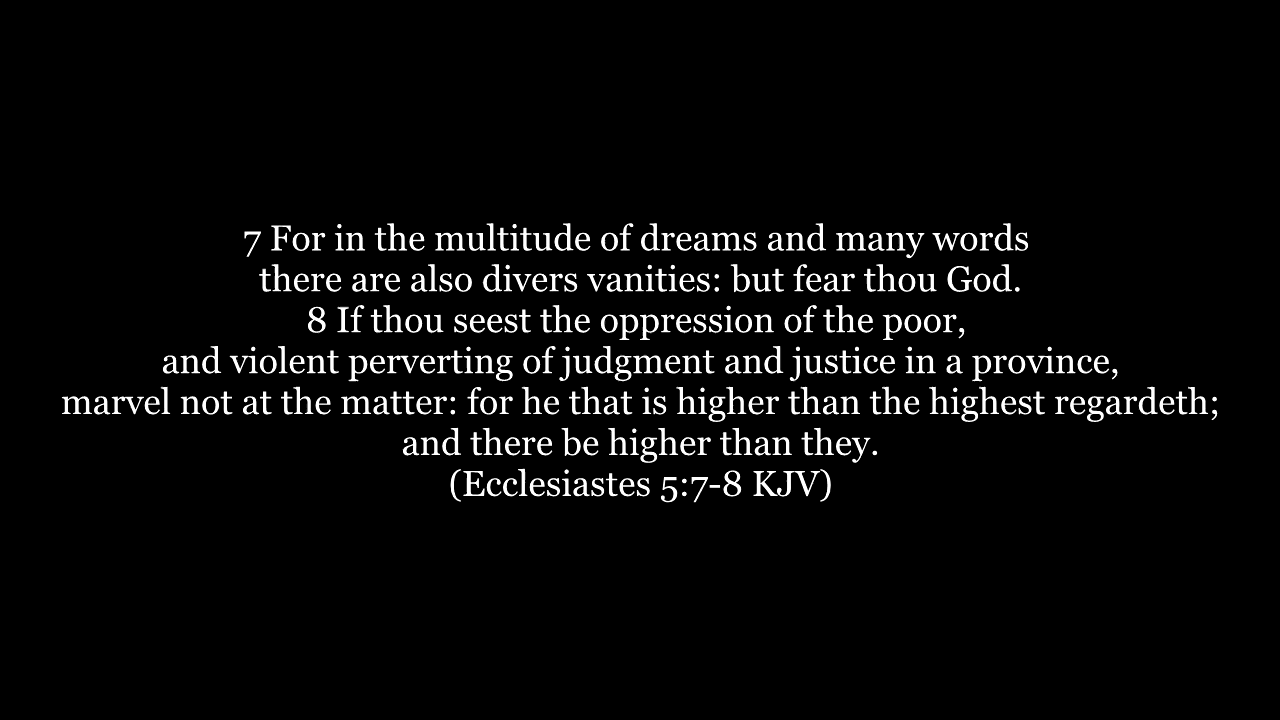 7 For in the multitude of dreams and many words
there are also divers vanities: but fear thou God.
8 If thou seest the oppression of the poor,
and violent perverting of judgment and justice in a province,
marvel not at the matter: for he that is higher than the highest regardeth;
and there be higher than they.
(Ecclesiastes 5:7-8 KJV)